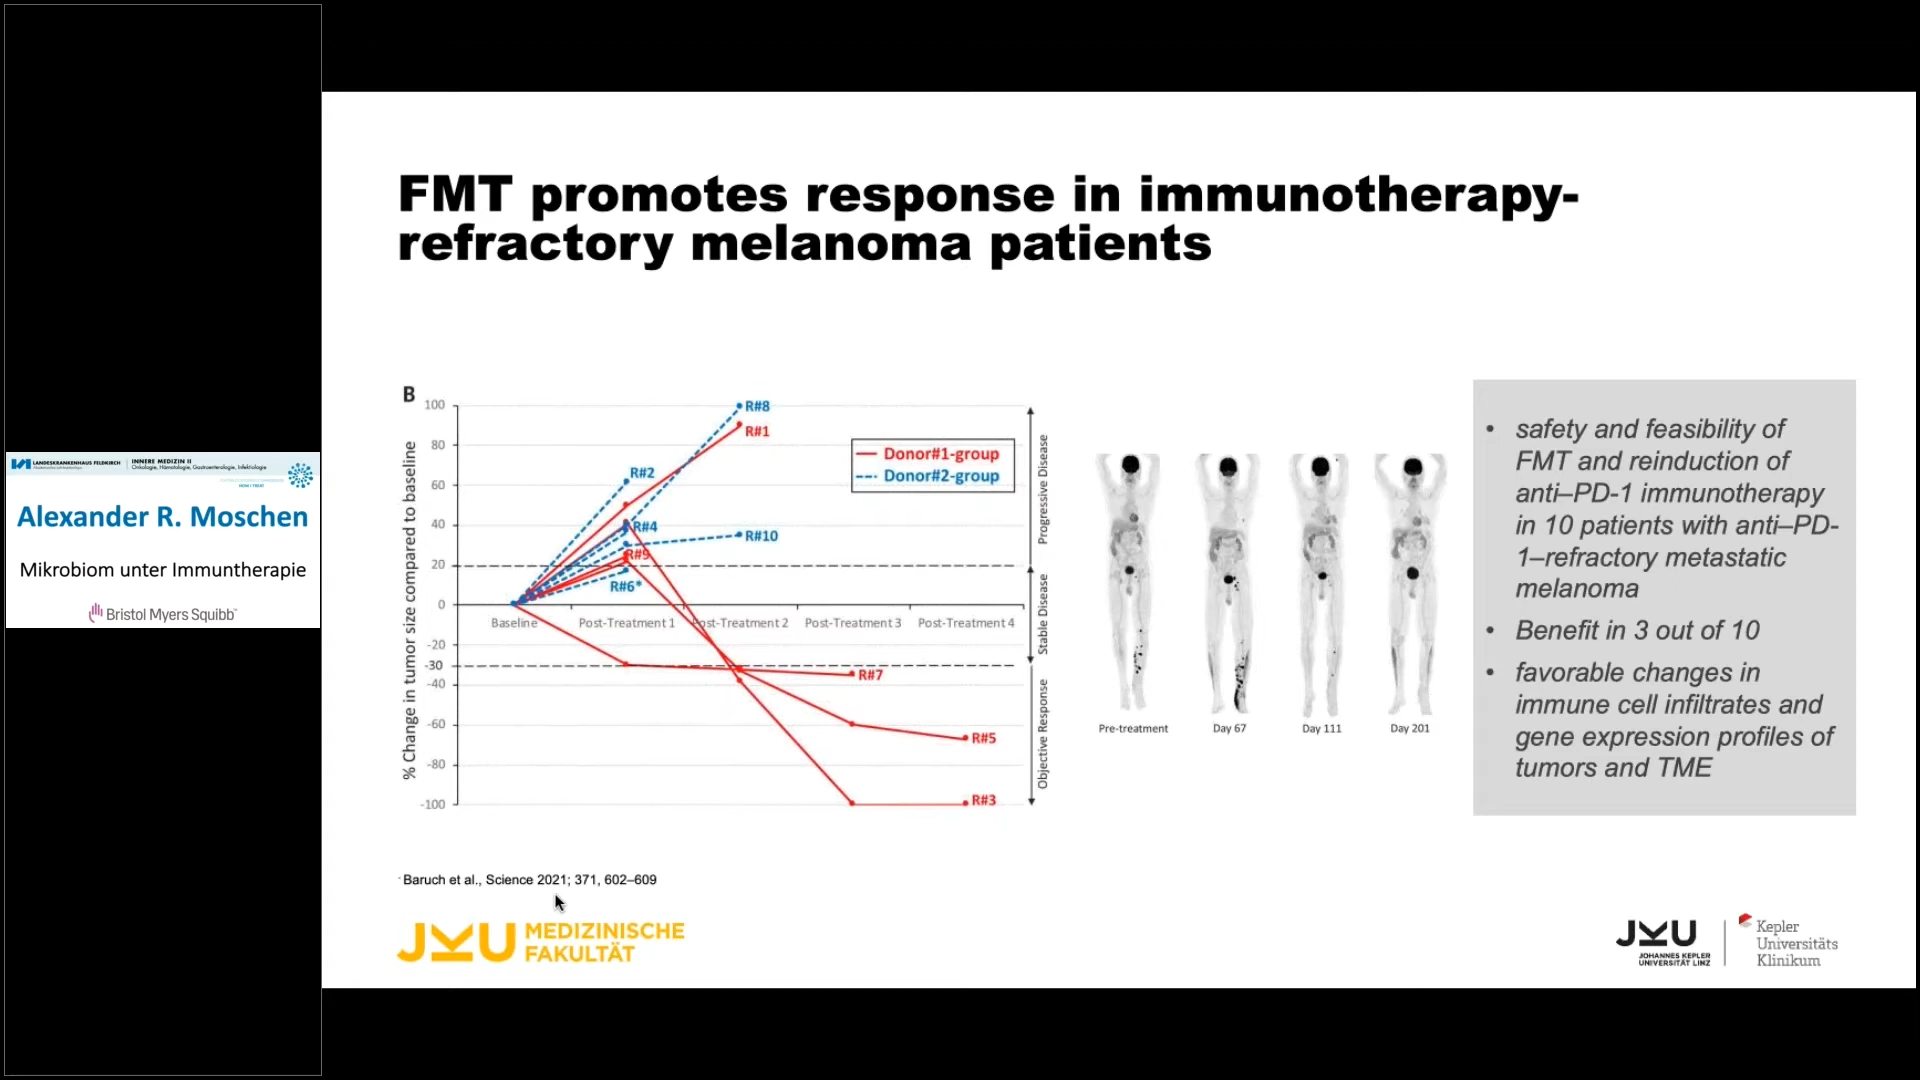 LANDESKRANKENHAUS FELDKIRCH
INNERE MEDIZIN II
Onkologie, Hämatologie, Gastroenterologie, Infektiologie
Alexander R. Moschen
Mikrobiom unter Immuntherapie
Bristol Myers Squibb™
FMT promotes response in immunotherapy-
refractory melanoma patients
B
% Change in tumor size compared to baseline
100
80
60
40
20
0
-20
-30
-40
-60
-80
-100
Baseline
Post-Treatment 1
Post-Treatment 2
Post-Treatment 3
Post-Treatment 4
R#8
R#1
R#2
R#4
R#10
R#9
R#6*
R#7
R#5
R#3
Donor#1-group
Donor#2-group
Progressive Disease
Stable Disease
Objective Response
Pre-treatment
Day 67
Day 111
Day 201
• safety and feasibility of
FMT and reinduction of
anti–PD-1 immunotherapy
in 10 patients with anti–PD-
1–refractory metastatic
melanoma
• Benefit in 3 out of 10
• favorable changes in
immune cell infiltrates and
gene expression profiles of
tumors and TME
Baruch et al., Science 2021; 371, 602–609
JKU MEDIZINISCHE
FAKULTÄT
JKU
JOHANNES KEPLER
UNIVERSITÄT LINZ
Kepler
Universitäts
Klinikum